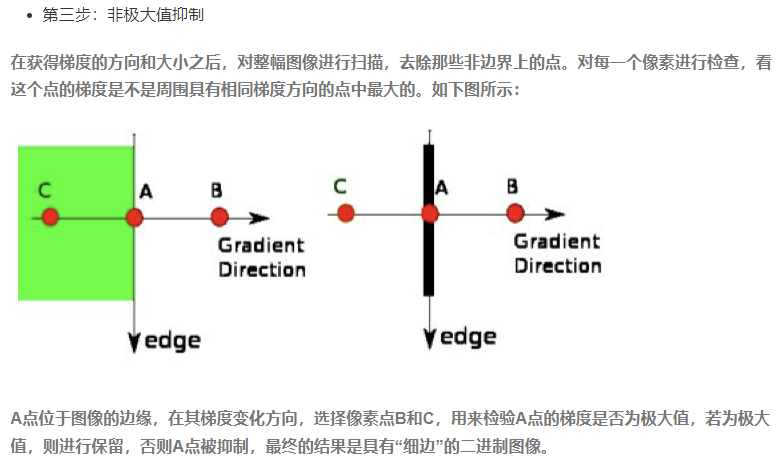 第三步：非极大值抑制
在获得梯度的方向和大小之后，对整幅图像进行扫描，去除那些非边界上的点。对每一个像素进行检查，看
这个点的梯度是不是周围具有相同梯度方向的点中最大的。如下图所示：
C
A
B
Gradient
Direction
edge
C
A
B
Gradient
Direction
edge
A点位于图像的边缘，在其梯度变化方向，选择像素点B和C，用来检验A点的梯度是否为极大值，若为极大
值，则进行保留，否则A点被抑制，最终的结果是具有“细边”的二进制图像。